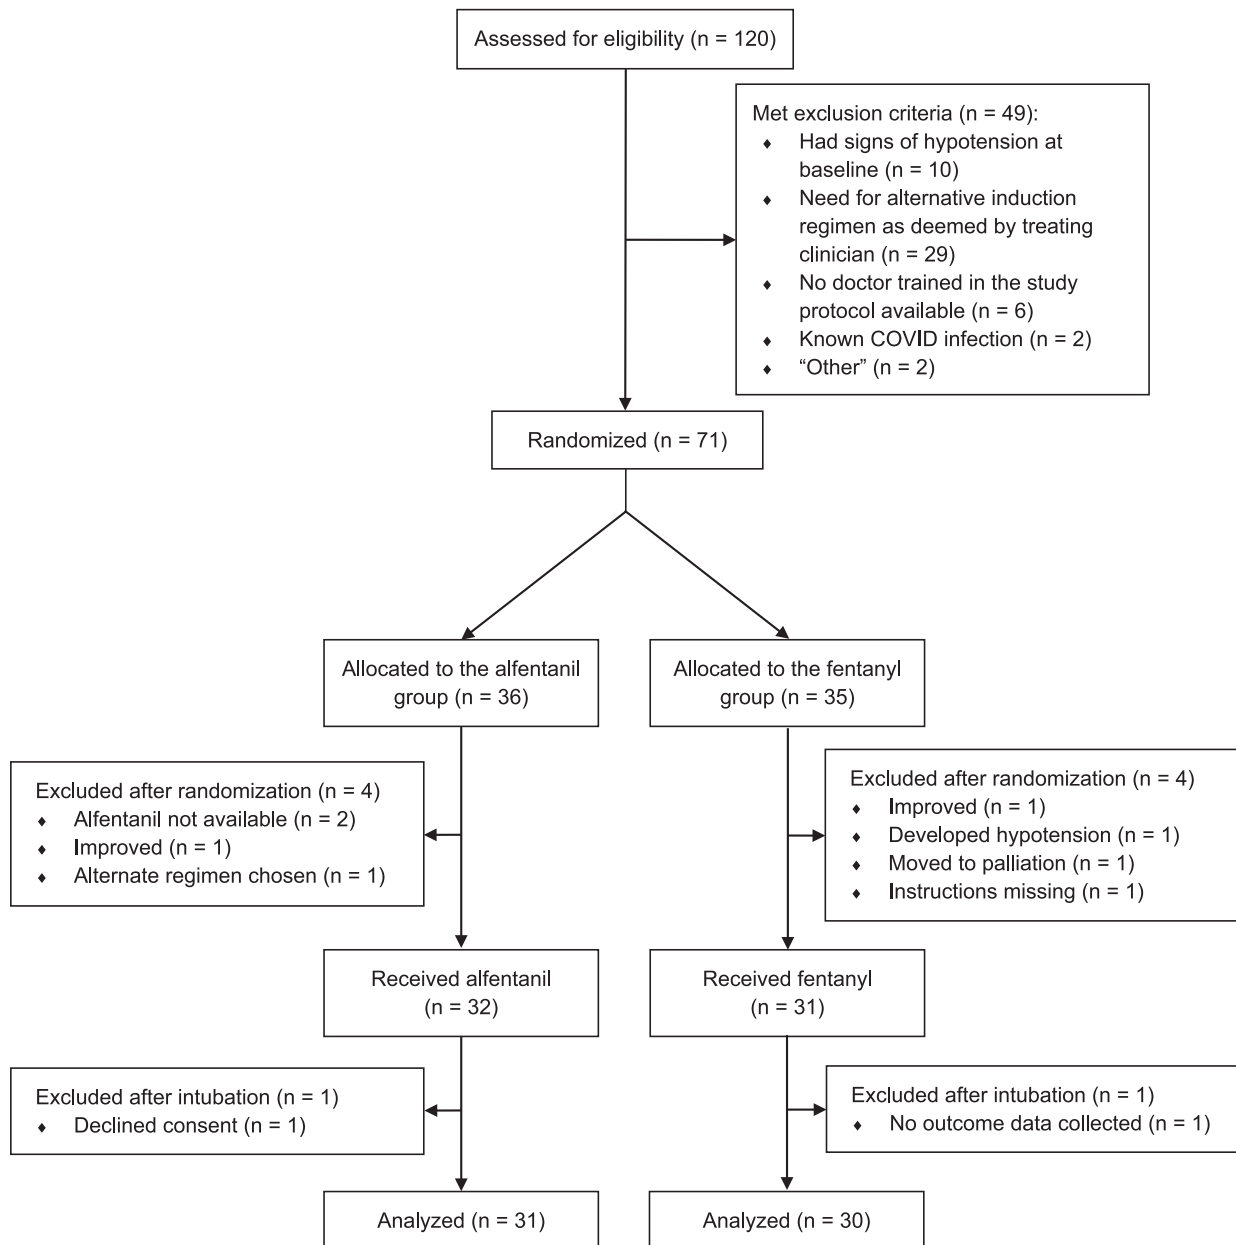 Assessed for eligibility (n = 120)
Met exclusion criteria (n = 49):
♦ Had signs of hypotension at
baseline (n = 10)
♦ Need for alternative induction
regimen as deemed by treating
clinician (n = 29)
♦ No doctor trained in the study
protocol available (n = 6)
♦ Known COVID infection (n = 2)
♦ “Other” (n = 2)
Randomized (n = 71)
Allocated to the alfentanil
group (n = 36)
Allocated to the fentanyl
group (n = 35)
Excluded after randomization (n = 4)
♦ Alfentanil not available (n = 2)
♦ Improved (n = 1)
♦ Alternate regimen chosen (n = 1)
Excluded after randomization (n = 4)
♦ Improved (n = 1)
♦ Developed hypotension (n = 1)
♦ Moved to palliation (n = 1)
♦ Instructions missing (n = 1)
Received alfentanil
(n = 32)
Received fentanyl
(n = 31)
Excluded after intubation (n = 1)
♦ Declined consent (n = 1)
Excluded after intubation (n = 1)
♦ No outcome data collected (n = 1)
Analyzed (n = 31)
Analyzed (n = 30)